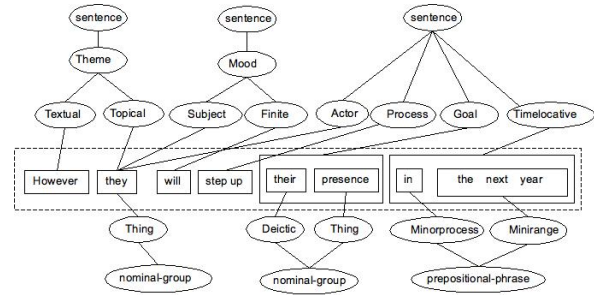 sentence sentence sentence
Theme Mood
Textual Topical Subject Finite Actor Process Goal Timelocative
However they will step up their presence in the next year
Thing Deictic Thing Minorprocess Minirange
nominal-group nominal-group prepositional-phrase